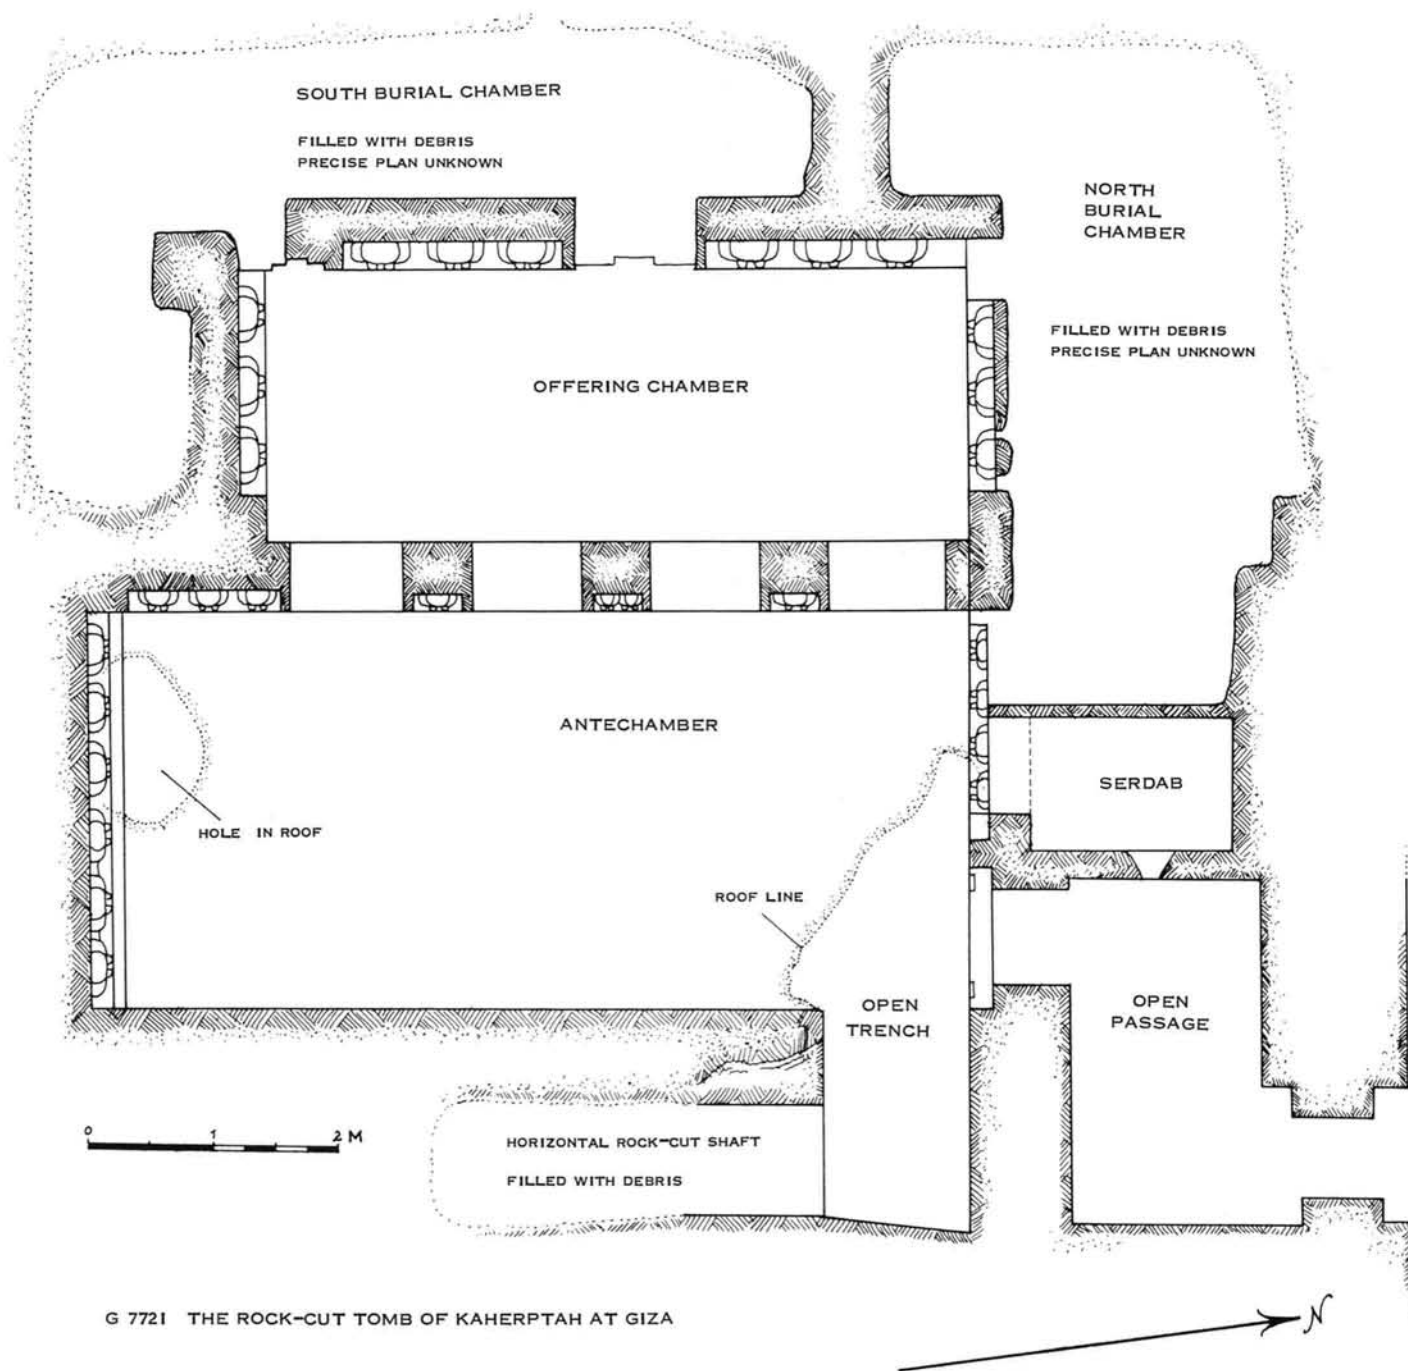 SOUTH BURIAL CHAMBER
FILLED WITH DEBRIS
PRECISE PLAN UNKNOWN
NORTH
BURIAL
CHAMBER
FILLED WITH DEBRIS
PRECISE PLAN UNKNOWN
OFFERING CHAMBER
ANTECHAMBER
SERDAB
HOLE IN ROOF
ROOF LINE
OPEN
TRENCH
OPEN
PASSAGE
0 1 2 M
HORIZONTAL ROCK-CUT SHAFT
FILLED WITH DEBRIS
G 7721 THE ROCK-CUT TOMB OF KAHERPTAH AT GIZA
N